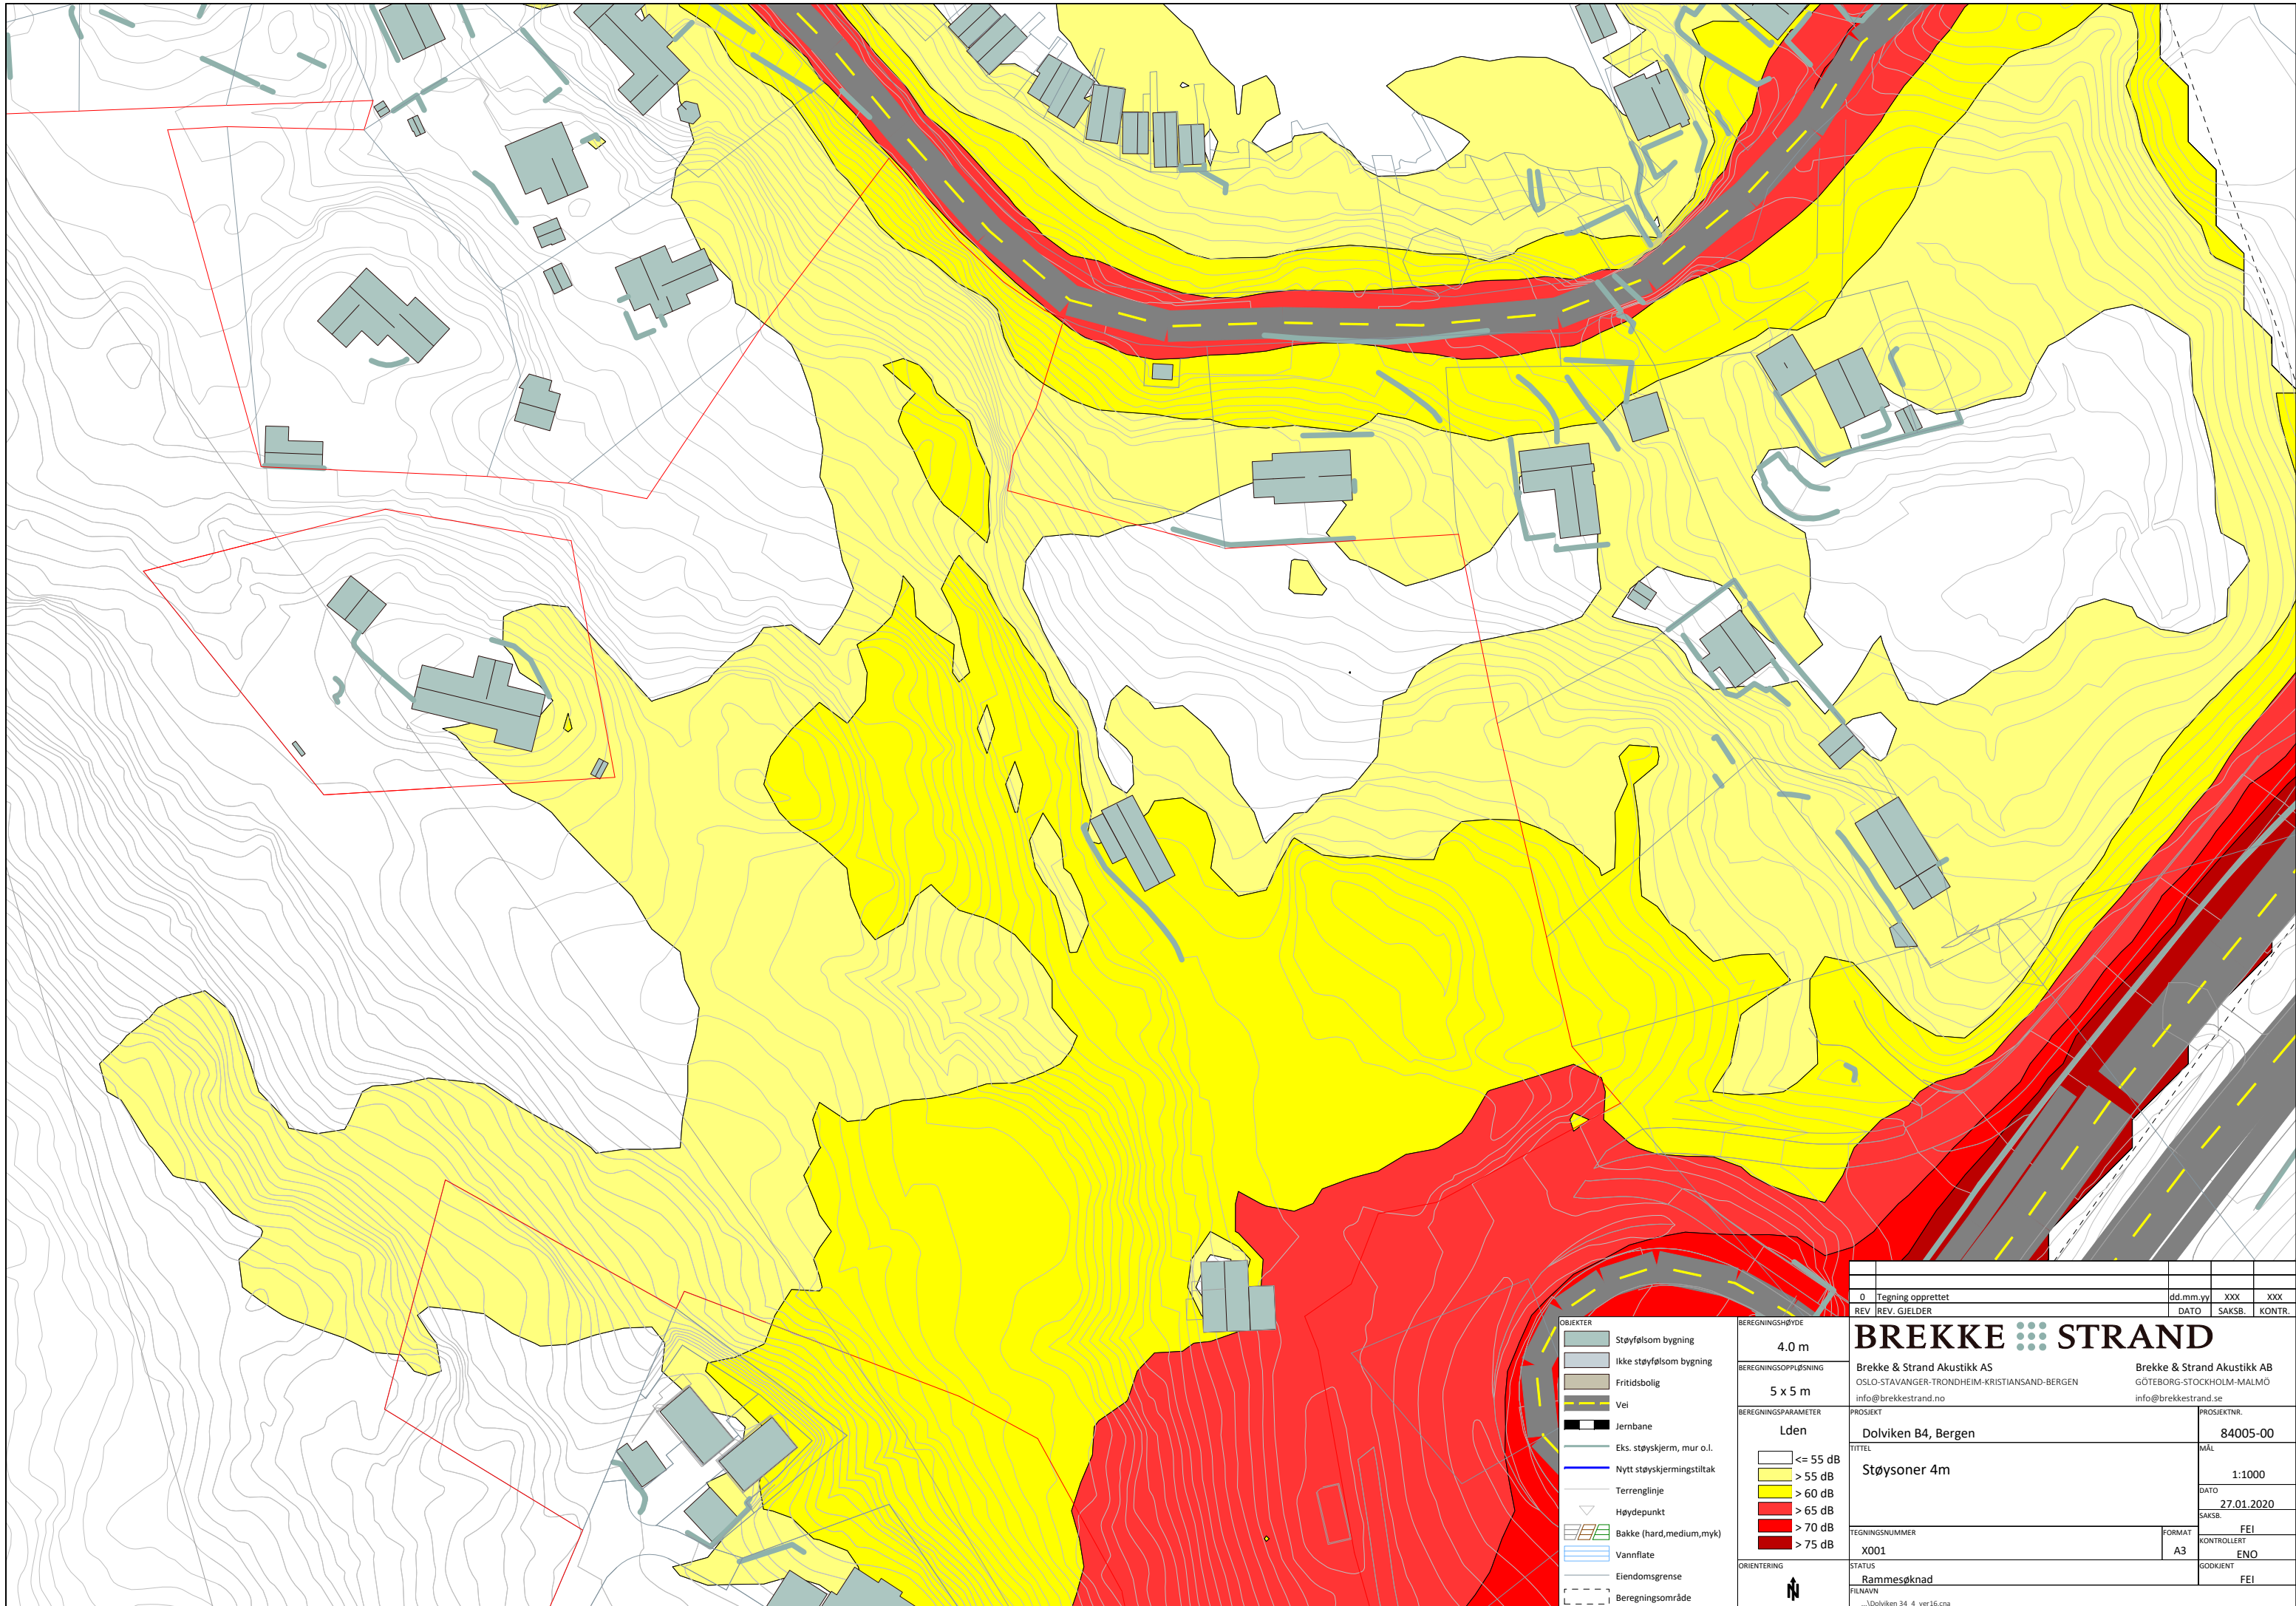 0 Tegning opprettet dd.mm.yy XXX XXX
REV REV. GJELDER DATO SAKSB. KONTR.
OBJEKTER
Støyfølsom bygning
Ikke støyfølsom bygning
Fritidsbolig
Vei
Jernbane
Eks. støyskjerm, mur o.l.
Nytt støyskjermingstiltak
Terrenglinje
Høydepunkt
Bakke (hard,medium,myk)
Vannflate
Eiendomsgrense
Beregningsområde
BEREGNINGSHØYDE
4.0 m
BEREGNINGSOPPLØSNING
5 x 5 m
BEREGNINGSPARAMETER
Lden
<= 55 dB
> 55 dB
> 60 dB
> 65 dB
> 70 dB
> 75 dB
ORIENTERING
N
BREKKE STRAND
Brekke & Strand Akustikk AS
OSLO-STAVANGER-TRONDHEIM-KRISTIANSAND-BERGEN
info@brekkestrand.no
Brekke & Strand Akustikk AB
GÖTEBORG-STOCKHOLM-MALMÖ
info@brekkestrand.se
PROSJEKT
Dolviken B4, Bergen
PROSJEKTNR.
84005-00
TITTEL
Støysoner 4m
MÅL
1:1000
DATO
27.01.2020
SAKSB.
FEI
TEGNINGSNUMMER
X001
FORMAT
A3
KONTROLLERT
ENO
STATUS
Rammesøknad
GODKJENT
FEI
FILNAVN
...\Dolviken 34_4_ver16.cna